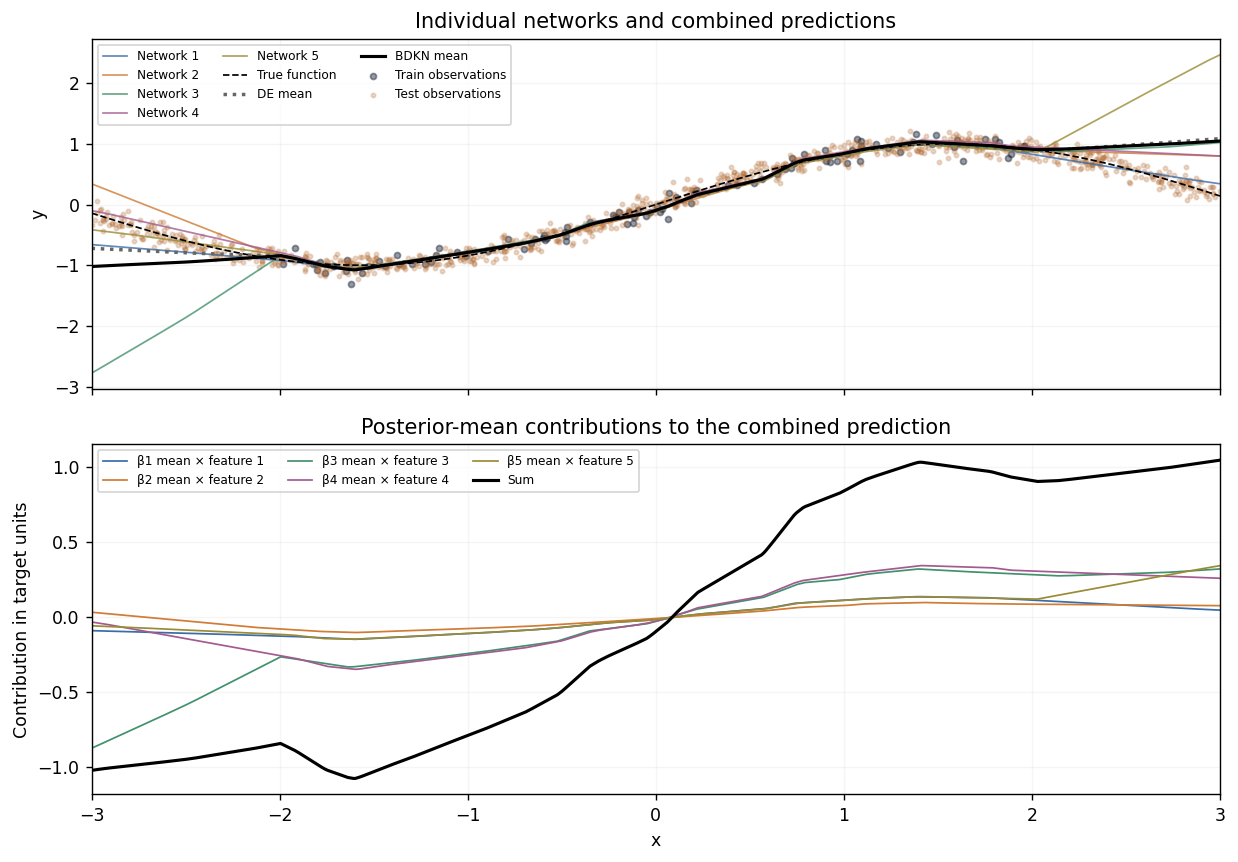 Individual networks and combined predictions
Network 1
Network 2
Network 3
Network 4
Network 5
True function
DE mean
BDKN mean
Train observations
Test observations
y
2
1
0
−1
−2
−3
Posterior-mean contributions to the combined prediction
β1 mean × feature 1
β2 mean × feature 2
β3 mean × feature 3
β4 mean × feature 4
β5 mean × feature 5
Sum
Contribution in target units
1.0
0.5
0.0
−0.5
−1.0
−3
−2
−1
0
1
2
3
x